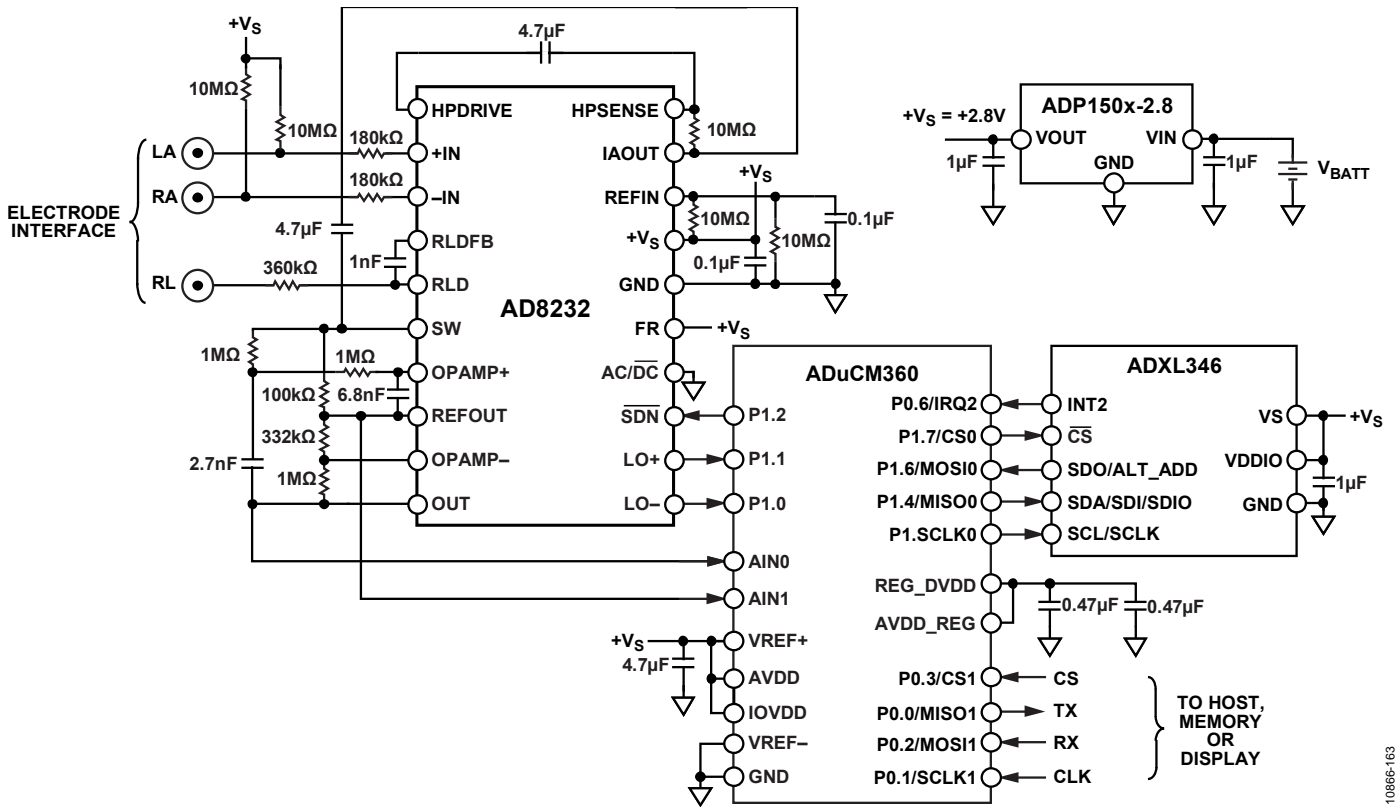 +VS
4.7µF
10MΩ
10MΩ
LA
180kΩ
RA
180kΩ
ELECTRODE
INTERFACE
4.7µF
1nF
RL
360kΩ
1MΩ
1MΩ
100kΩ
6.8nF
332kΩ
2.7nF
1MΩ
HPDRIVE
+IN
–IN
RLDFB
RLD
SW
OPAMP+
REFOUT
OPAMP–
OUT
AD8232
HPSENSE
IAOUT
REFIN
+VS
GND
FR
AC/DC
SDN
LO+
LO–
10MΩ
+VS
10MΩ
0.1µF
10MΩ
0.1µF
+VS
+VS = +2.8V
1µF
ADP150x-2.8
VOUT
VIN
GND
1µF
VBATT
ADuCM360
P1.2
P1.1
P1.0
AIN0
AIN1
VREF+
AVDD
IOVDD
VREF–
GND
+VS
4.7µF
P0.6/IRQ2
P1.7/CS0
P1.6/MOSI0
P1.4/MISO0
P1.SCLK0
REG_DVDD
AVDD_REG
P0.3/CS1
P0.0/MISO1
P0.2/MOSI1
P0.1/SCLK1
ADXL346
INT2
CS
SDO/ALT_ADD
SDA/SDI/SDIO
SCL/SCLK
VS
VDDIO
GND
+VS
1µF
0.47µF
0.47µF
CS
TX
RX
CLK
TO HOST,
MEMORY
OR
DISPLAY
10866-163